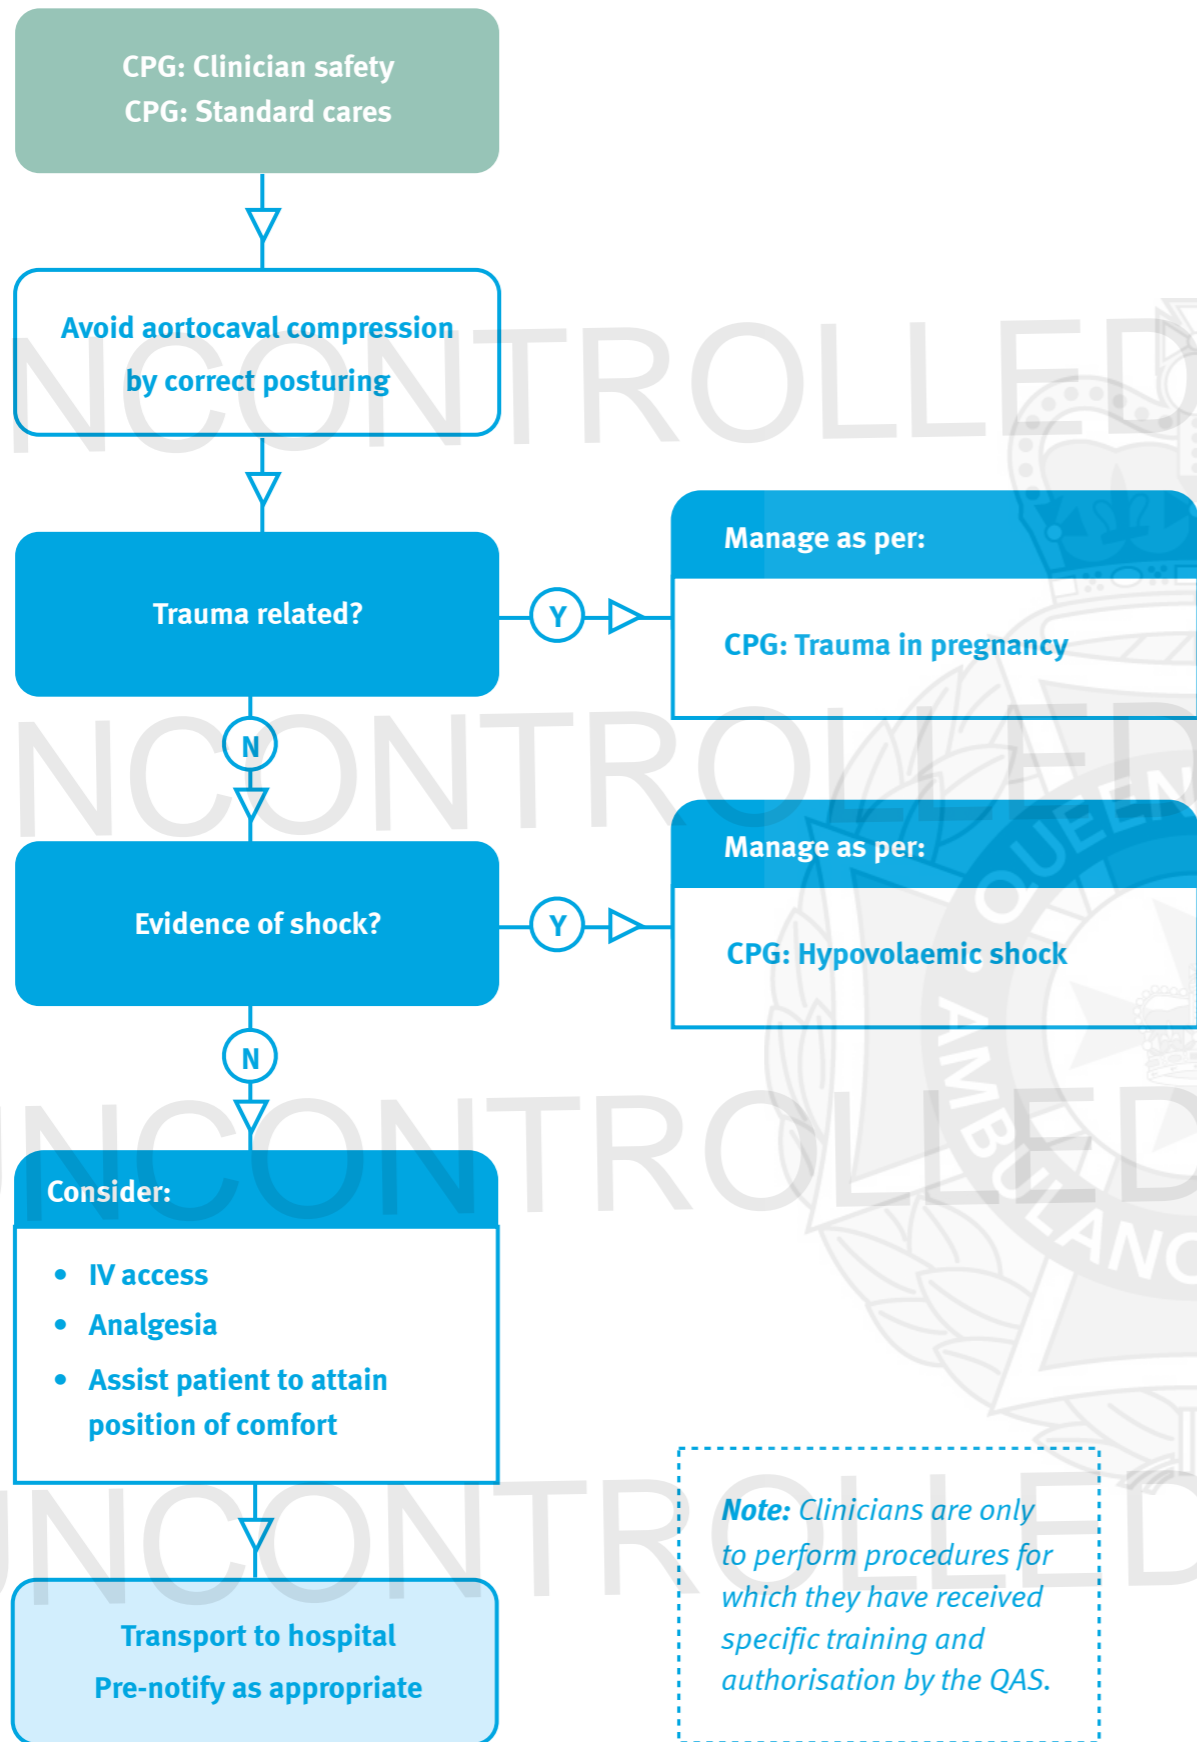 CPG: Clinician safety
CPG: Standard cares
Avoid aortocaval compression
by correct posturing
UNCONTROLLED
Trauma related?
Y
Manage as per:
CPG: Trauma in pregnancy
N
UNCONTROLLED
Evidence of shock?
Y
Manage as per:
CPG: Hypovolaemic shock
N
UNCONTROLLED
Consider:
• IV access
• Analgesia
• Assist patient to attain
position of comfort
UNCONTROLLED
Transport to hospital
Pre-notify as appropriate
Note: Clinicians are only
to perform procedures for
which they have received
specific training and
authorisation by the QAS.